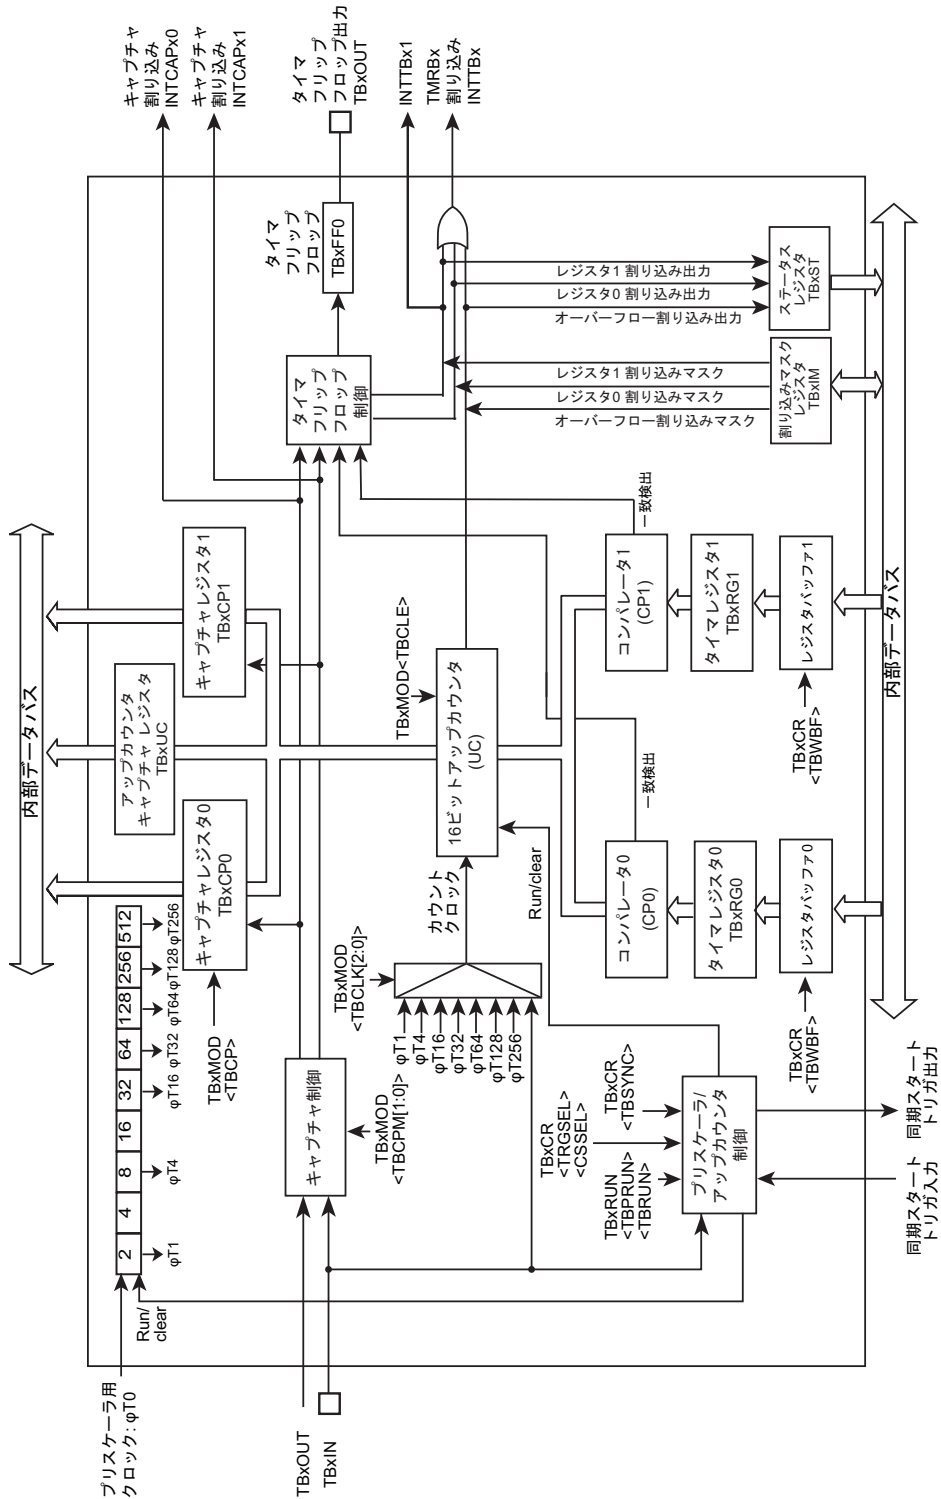 プリスケーラ用
クロック: φT0
Run/
clear
2
4
8
16
32
64
128
256
512
φT1
φT4
φT16
φT32
φT64
φT128
φT256
内部データバス
キャプチャ
割り込み
INTCAPx0
キャプチャ
割り込み
INTCAPx1
タイマ
フリップ
フロップ出力
TBxOUT
INTTBx1
TMRBx
割り込み
INTTBx
TBxMOD
<TBCP>
キャプチャレジスタ0
TBxCP0
アップカウンタ
キャプチャ レジスタ
TBxUC
キャプチャレジスタ1
TBxCP1
タイマ
フリップ
フロップ
TBxFF0
TBxOUT
TBxIN
キャプチャ制御
TBxMOD
<TBCPM[1:0]>
タイマ
フリップ
フロップ
制御
TBxMOD
<TBCLK[2:0]>
φT1
φT4
φT16
φT32
φT64
φT128
φT256
カウント
クロック
TBxMOD<TBCLE>
16ビットアップカウンタ
(UC)
Run/clear
レジスタ1 割り込み出力
レジスタ0 割り込み出力
オーバーフロー割り込み出力
レジスタ1 割り込みマスク
レジスタ0 割り込みマスク
オーバーフロー割り込みマスク
ステータス
レジスタ
TBxST
割り込みマスク
レジスタ
TBxIM
TBxRUN
<TBPRUN>
<TBRUN>
TBxCR
<TRGSEL>
<CSSEL>
TBxCR
<TBSYNC>
プリスケーラ/
アップカウンタ
制御
一致検出
一致検出
コンパレータ0
(CP0)
コンパレータ1
(CP1)
タイマレジスタ0
TBxRG0
タイマレジスタ1
TBxRG1
レジスタバッファ0
レジスタバッファ1
TBxCR
<TBWBF>
TBxCR
<TBWBF>
内部データバス
同期スタート
トリガ入力
同期スタート
トリガ出力